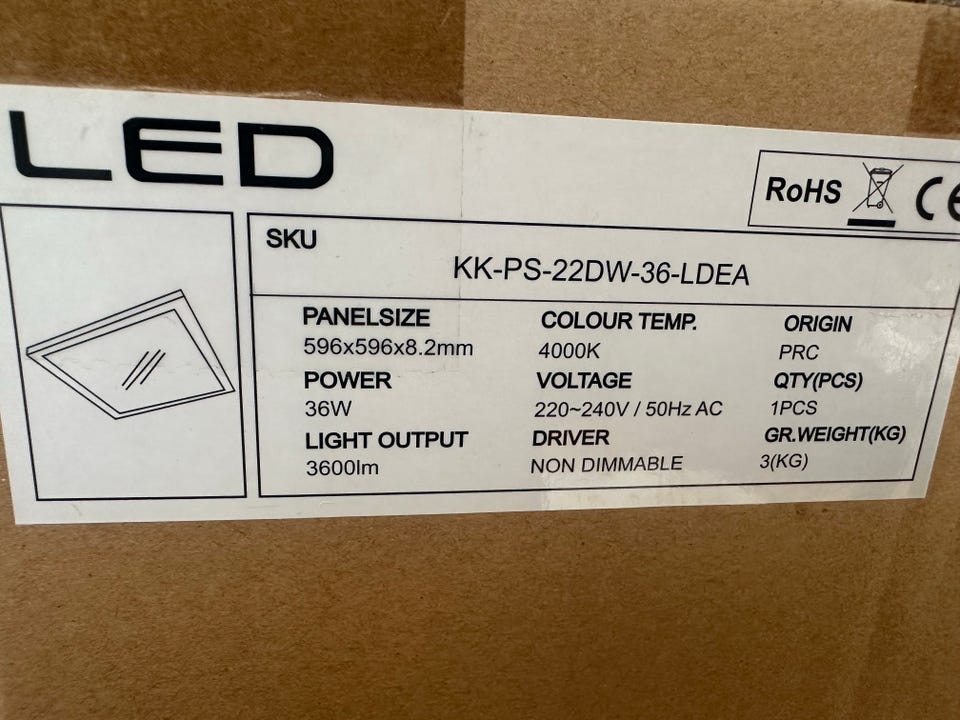 LED
RoHS CE
SKU
KK-PS-22DW-36-LDEA
PANELSIZE COLOUR TEMP. ORIGIN
596x596x8.2mm 4000K PRC
POWER VOLTAGE QTY(PCS)
36W 220~240V / 50Hz AC 1PCS
LIGHT OUTPUT DRIVER GR.WEIGHT(KG)
3600lm NON DIMMABLE 3(KG)